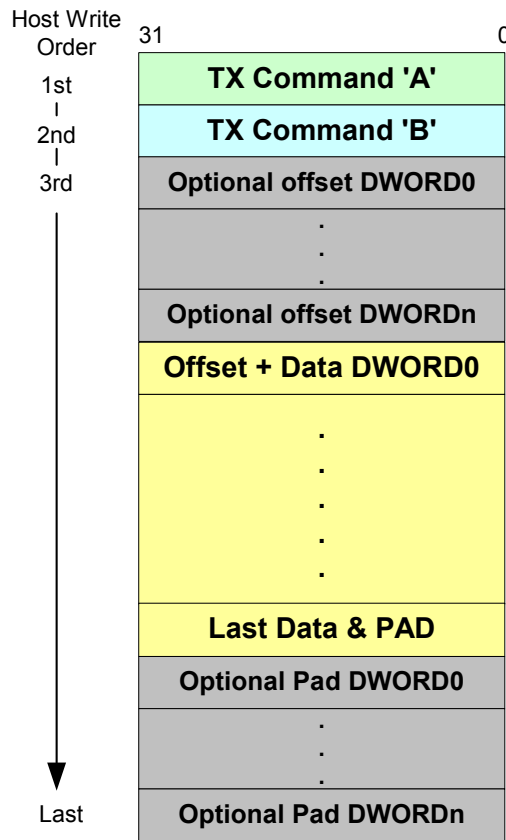 Host Write
Order
31
0
1st
TX Command 'A'
2nd
TX Command 'B'
3rd
Optional offset DWORD0
.
.
.
Optional offset DWORDn
Offset + Data DWORD0
.
.
.
.
.
Last Data & PAD
Optional Pad DWORD0
.
.
.
Last
Optional Pad DWORDn